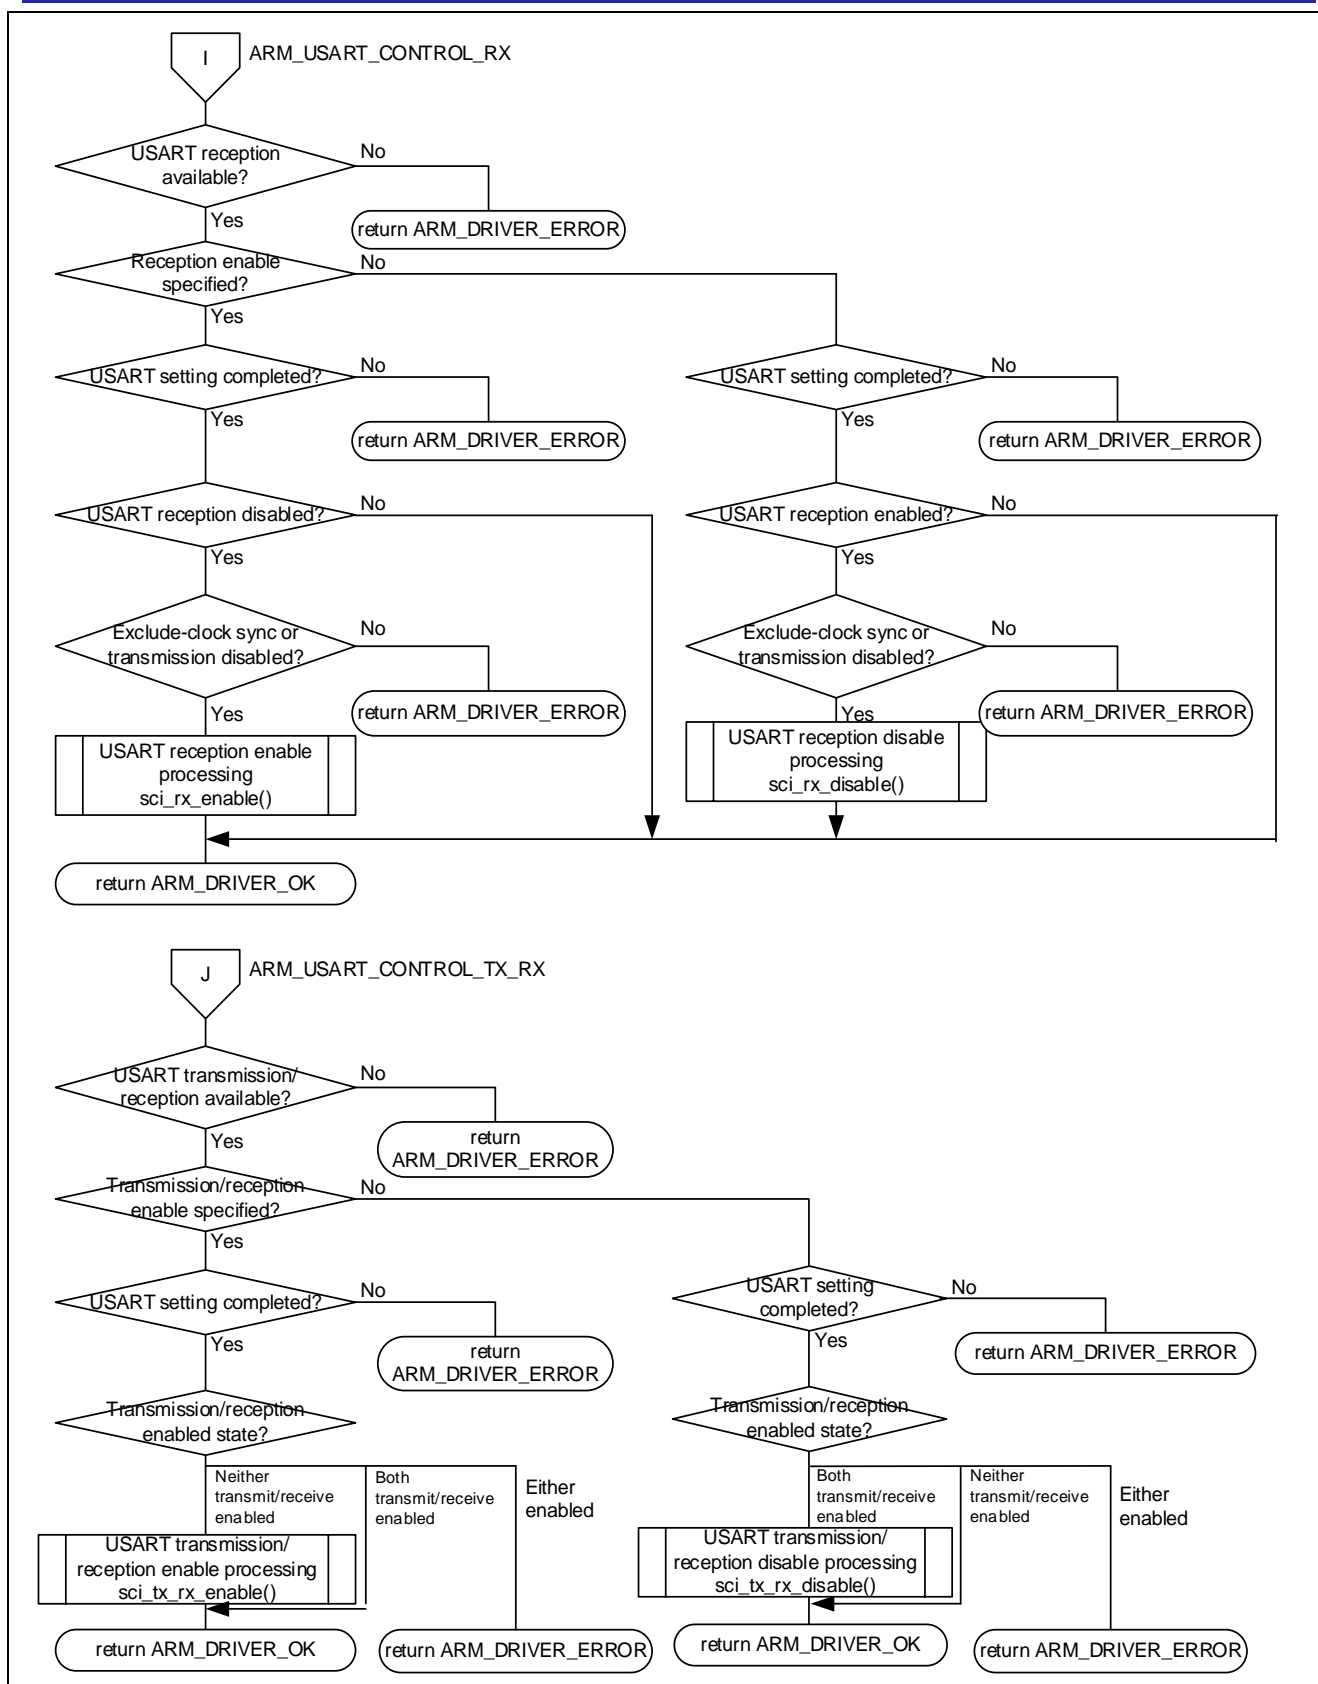 I
ARM_USART_CONTROL_RX
USART reception
available?
No
Yes
return ARM_DRIVER_ERROR
Reception enable
specified?
No
Yes
USART setting completed?
No
Yes
return ARM_DRIVER_ERROR
USART setting completed?
No
Yes
return ARM_DRIVER_ERROR
USART reception disabled?
No
Yes
USART reception enabled?
No
Yes
Exclude-clock sync or
transmission disabled?
No
Yes
return ARM_DRIVER_ERROR
Exclude-clock sync or
transmission disabled?
No
Yes
return ARM_DRIVER_ERROR
USART reception enable
processing
sci_rx_enable()
USART reception disable
processing
sci_rx_disable()
return ARM_DRIVER_OK
J
ARM_USART_CONTROL_TX_RX
USART transmission/
reception available?
No
Yes
return
ARM_DRIVER_ERROR
Transmission/reception
enable specified?
No
Yes
USART setting completed?
No
Yes
return
ARM_DRIVER_ERROR
USART setting
completed?
No
Yes
return ARM_DRIVER_ERROR
Transmission/reception
enabled state?
Transmission/reception
enabled state?
Neither
transmit/receive
enabled
Both
transmit/receive
enabled
Either
enabled
Both
transmit/receive
enabled
Neither
transmit/receive
enabled
Either
enabled
USART transmission/
reception enable processing
sci_tx_rx_enable()
USART transmission/
reception disable processing
sci_tx_rx_disable()
return ARM_DRIVER_OK
return ARM_DRIVER_ERROR
return ARM_DRIVER_OK
return ARM_DRIVER_ERROR